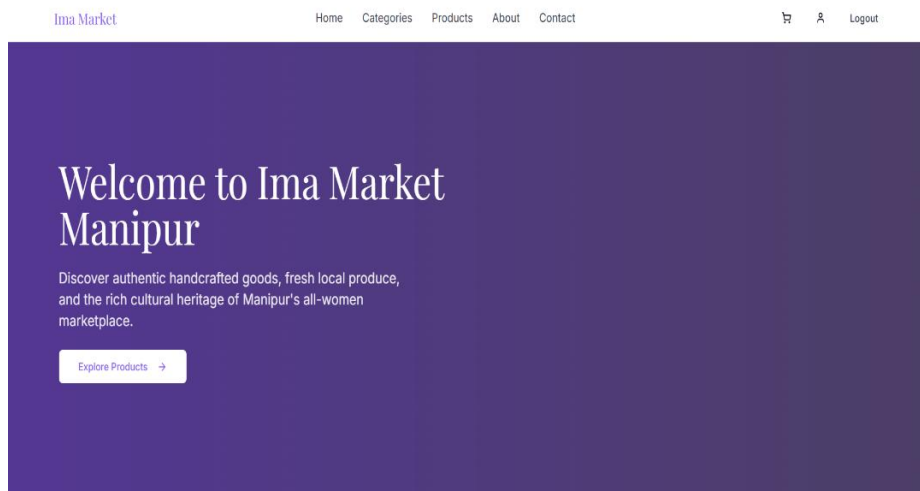 Ima Market
Home Categories Products About Contact
Logout
Welcome to Ima Market
Manipur
Discover authentic handcrafted goods, fresh local produce,
and the rich cultural heritage of Manipur's all-women
marketplace.
Explore Products →